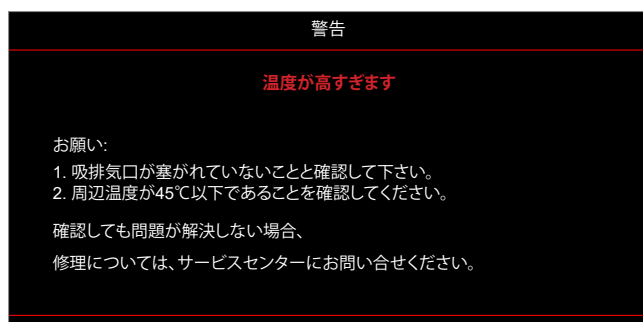 警告
温度が高すぎます
お願い:
1. 吸排気口が塞がれていないことと確認して下さい。
2. 周辺温度が45℃以下であることを確認してください。
確認しても問題が解決しない場合、
修理については、サービスセンターにお問い合せください。